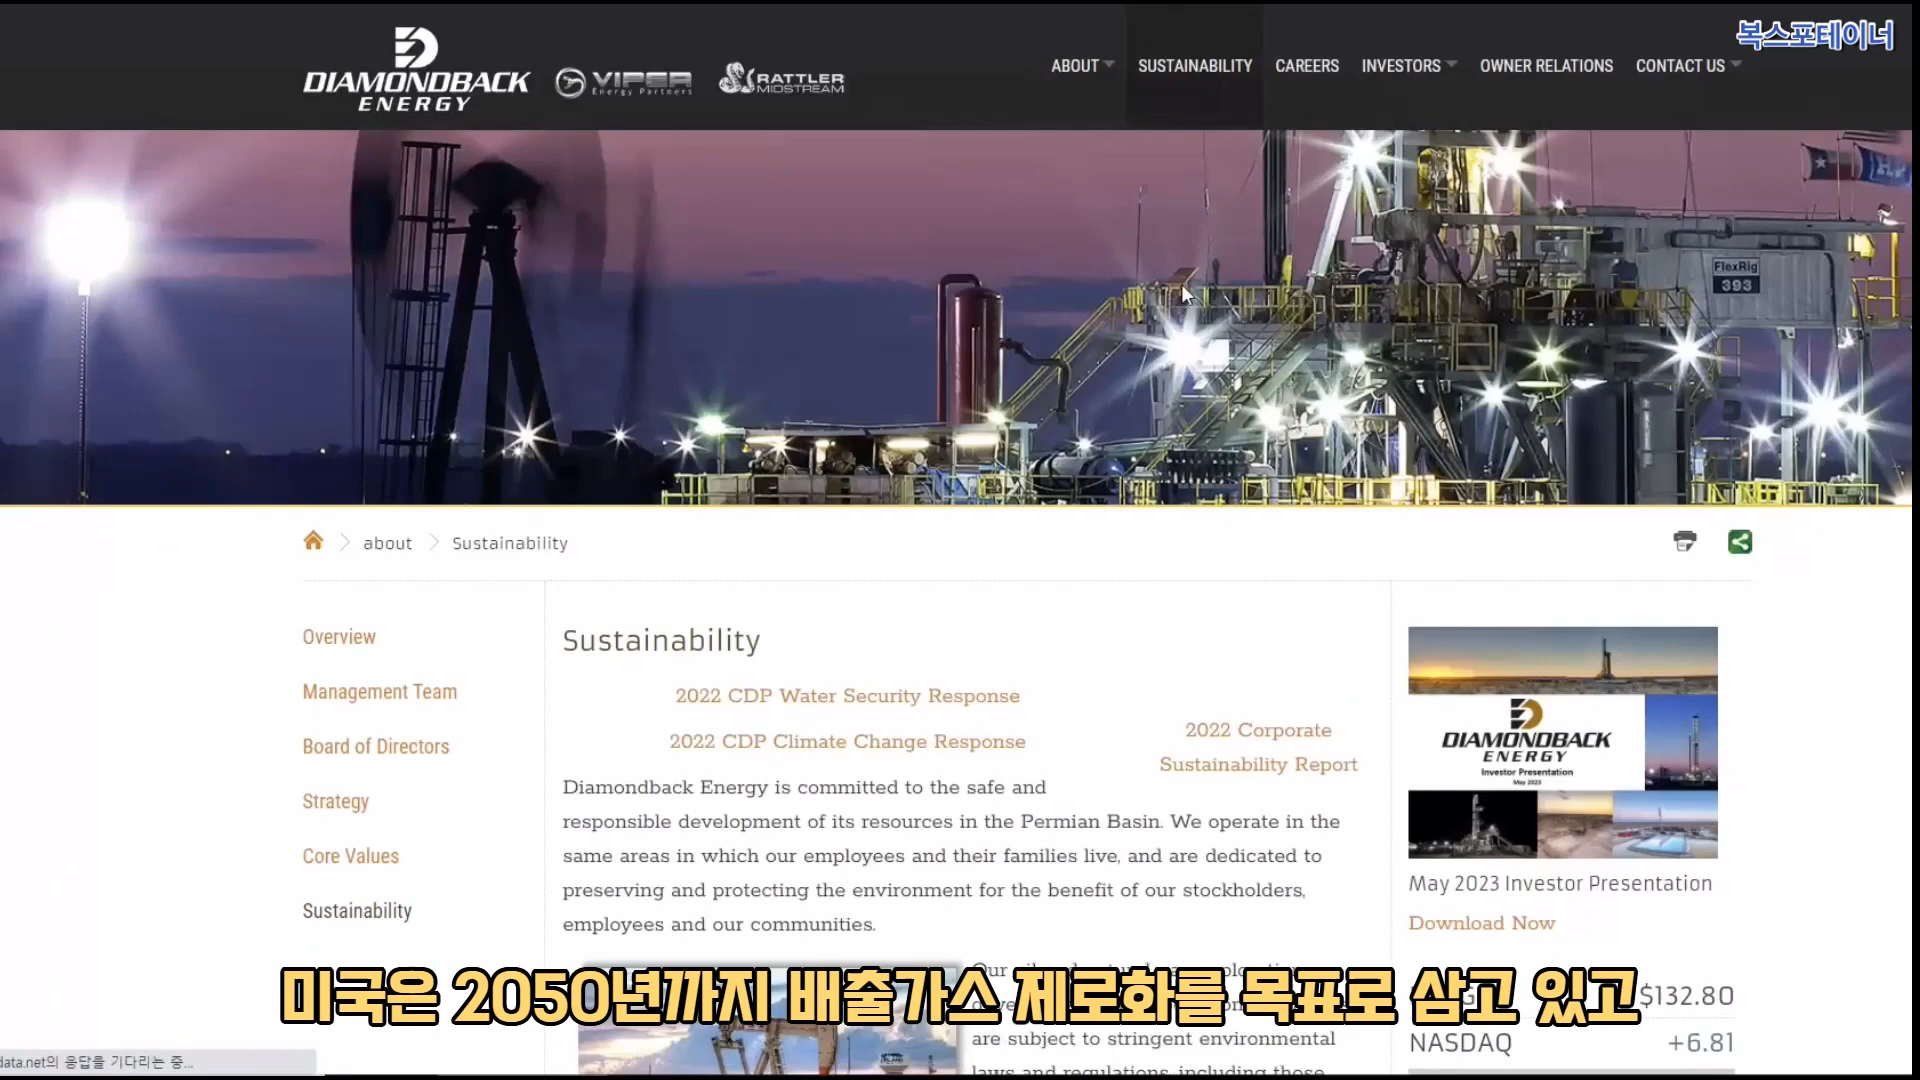 복스포테이너
DIAMONDBACK
ENERGY
VIPER
Energy Partners
RATTLER
MIDSTREAM
ABOUT
SUSTAINABILITY
CAREERS
INVESTORS
OWNER RELATIONS
CONTACT US
FlexRig
393
about
Sustainability
Overview
Management Team
Board of Directors
Strategy
Core Values
Sustainability
Sustainability
2022 CDP Water Security Response
2022 CDP Climate Change Response
2022 Corporate
Sustainability Report
Diamondback Energy is committed to the safe and
responsible development of its resources in the Permian Basin. We operate in the
same areas in which our employees and their families live, and are dedicated to
preserving and protecting the environment for the benefit of our stockholders,
employees and our communities.
Our
are subject to stringent environmental
laws and regulations, including those
DIAMONDBACK
ENERGY
Investor Presentation
May 2023
May 2023 Investor Presentation
Download Now
$132.80
NASDAQ
+6.81
미국은 2050년까지 배출가스 제로화를 목표로 삼고 있고
data.net의 응답을 기다리는 중...